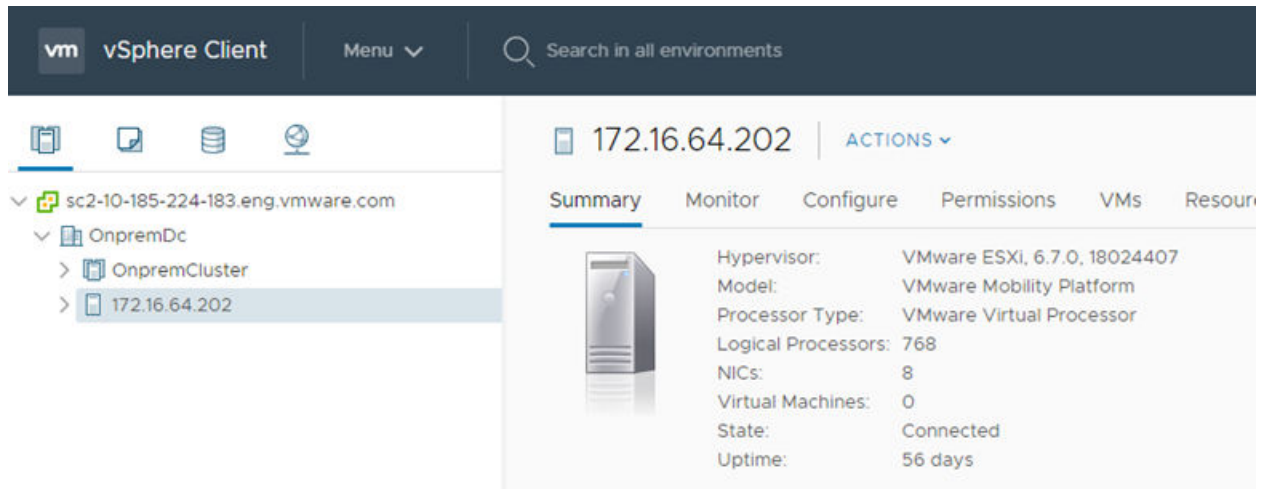 vm vSphere Client Menu Search in all environments
172.16.64.202 ACTIONS
sc2-10-185-224-183.eng.vmware.com
OnpremDc
OnpremCluster
172.16.64.202
Summary Monitor Configure Permissions VMs Resour
Hypervisor: VMware ESXi, 6.7.0, 18024407
Model: VMware Mobility Platform
Processor Type: VMware Virtual Processor
Logical Processors: 768
NICs: 8
Virtual Machines: 0
State: Connected
Uptime: 56 days